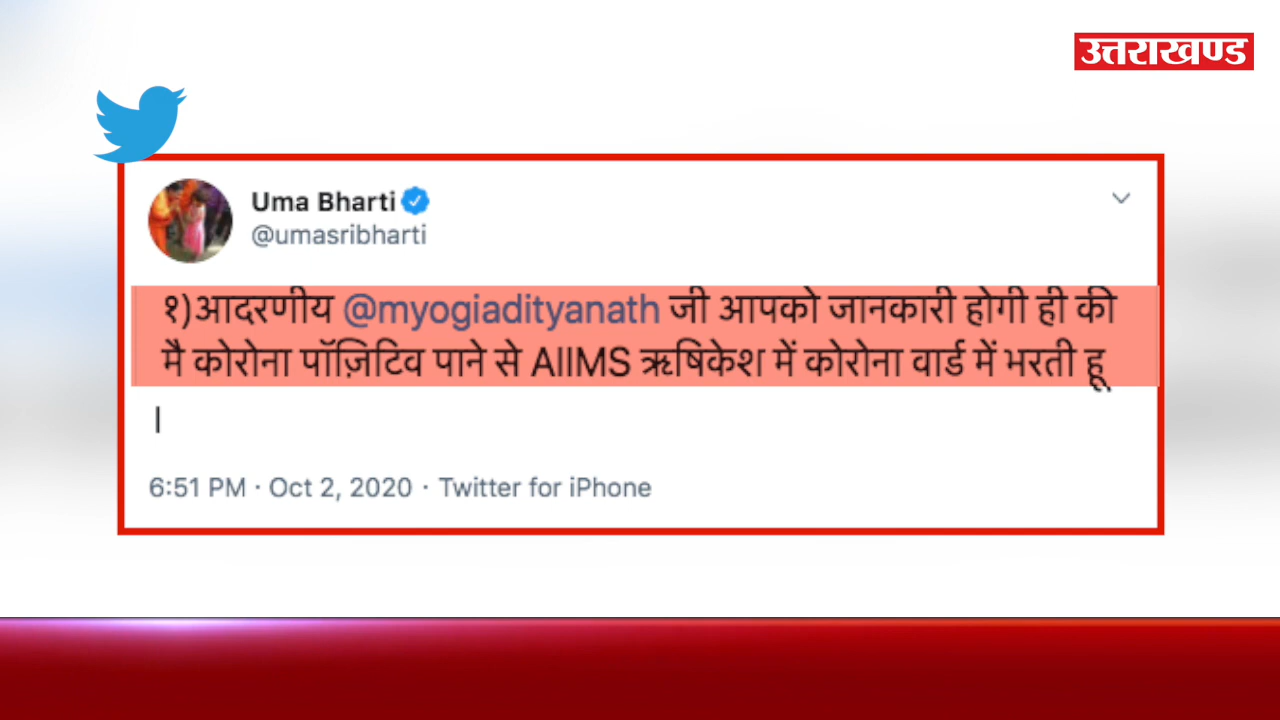 उत्तराखण्ड
Uma Bharti
@umasribharti
१)आदरणीय @myogiadityanath जी आपको जानकारी होगी ही की
मै कोरोना पॉज़िटिव पाने से AIIMS ऋषिकेश में कोरोना वार्ड में भरती हू
|
6:51 PM · Oct 2, 2020 · Twitter for iPhone